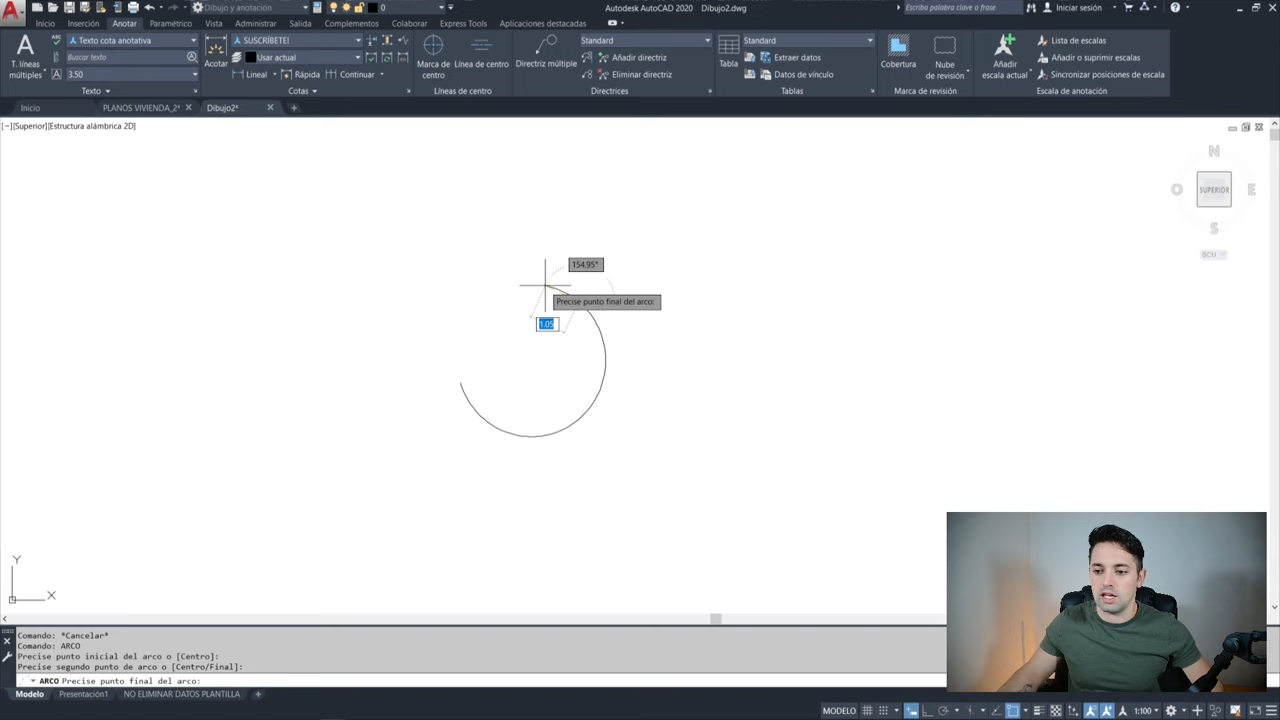 Dibujo y anotación
0
Autodesk AutoCAD 2020 Dibujo2.dwg
Escriba palabra clave o frase
Iniciar sesión
Inicio Inserción Anotar Paramétrico Vista Administrar Salida Complementos Colaborar Express Tools Aplicaciones destacadas
Texto cota anotativa
SUSCRÍBETE!
Standard
Standard
Lista de escalas
Buscar texto
Usar actual
Añadir directriz
Extraer datos
Añadir o suprimir escalas
T. líneas múltiples
3.50
Acotar
Lineal
Rápida
Continuar
Marca de centro
Línea de centro
Directriz múltiple
Eliminar directriz
Tabla
Datos de vínculo
Cobertura
Nube de revisión
Añadir escala actual
Sincronizar posiciones de escala
Texto
Cotas
Líneas de centro
Directrices
Tablas
Marca de revisión
Escala de anotación
Inicio
PLANOS VIVIENDA_2*
Dibujo2*
[−][Superior][Estructura alámbrica 2D]
N
O
SUPERIOR
E
S
SCU
154.95°
Precise punto final del arco:
1.05
Y
X
Comando: *Cancelar*
Comando: ARCO
Precise punto inicial del arco o [Centro]:
Precise segundo punto de arco o [Centro/Final]:
ARCO Precise punto final del arco:
Modelo
Presentación1
NO ELIMINAR DATOS PLANTILLA
MODELO
1:100